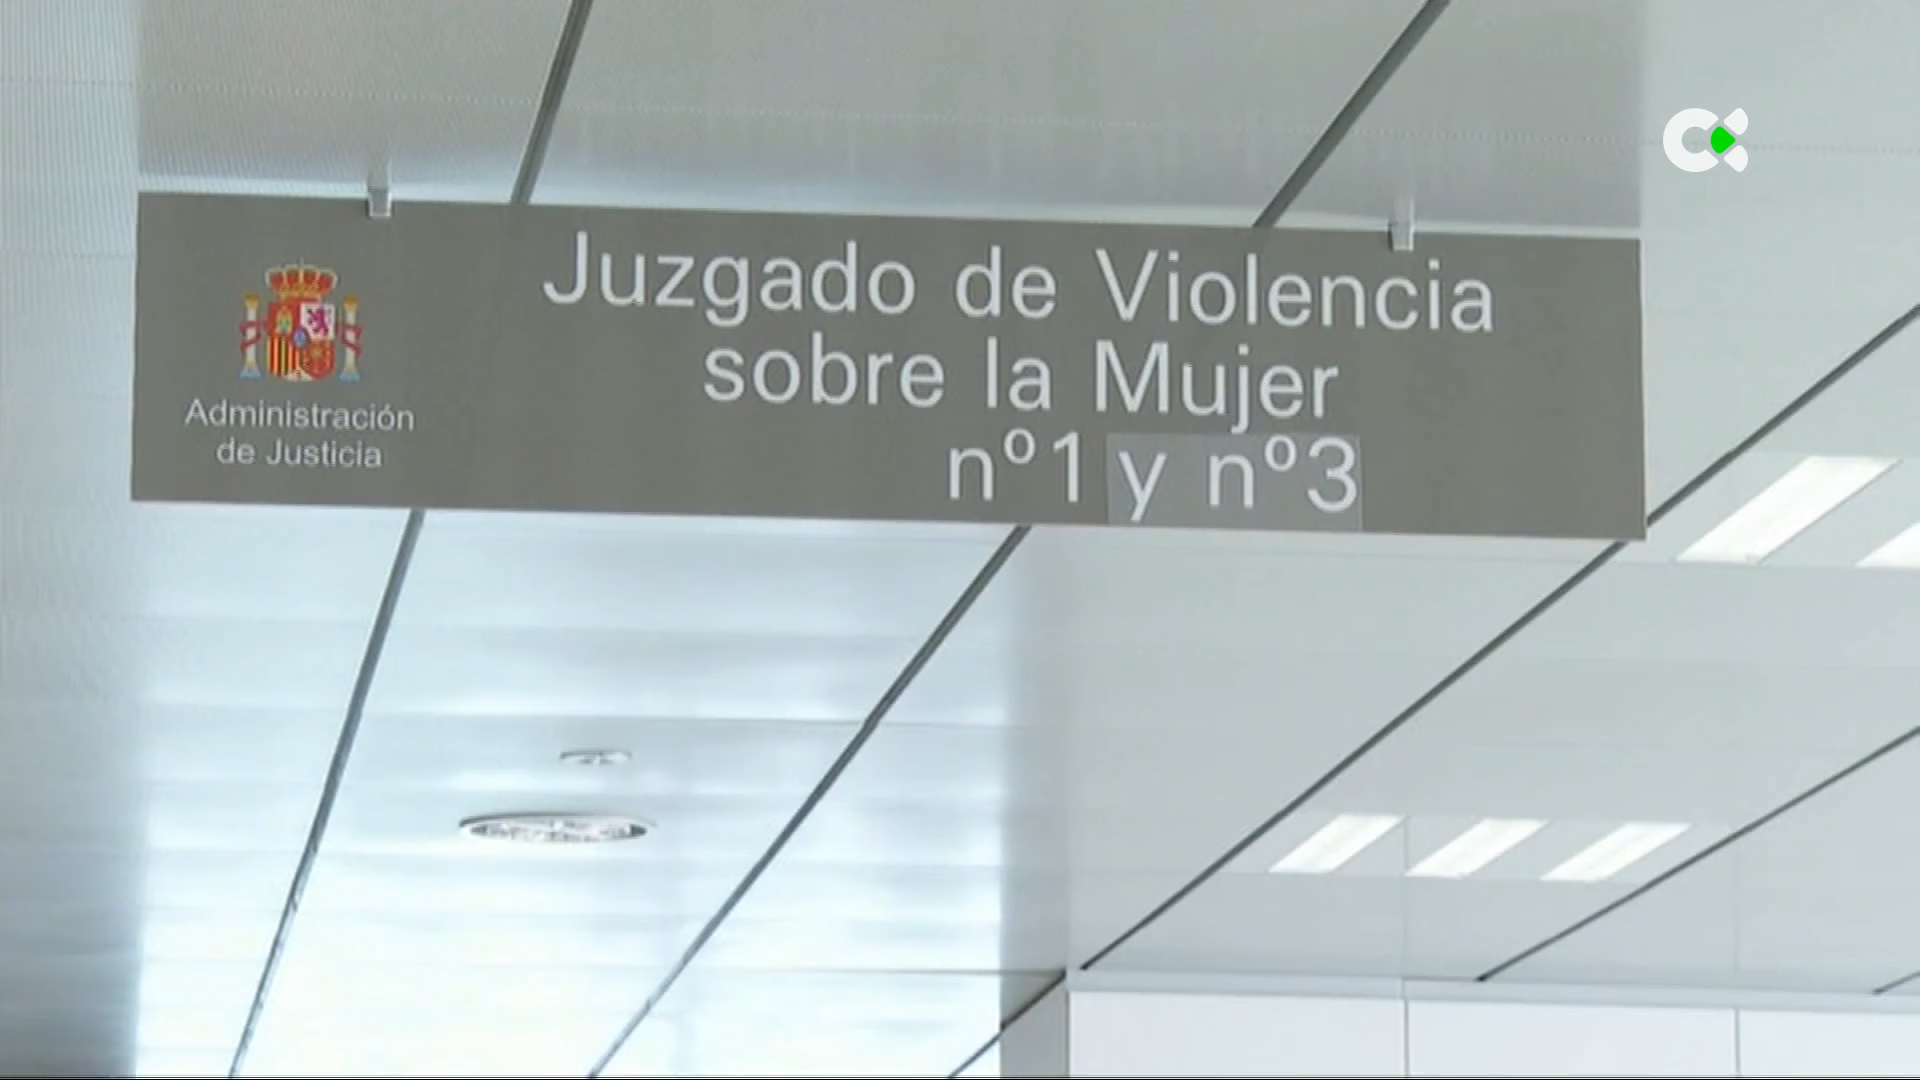 Juzgado de Violencia
sobre la Mujer
nº1 y nº3
Administración
de Justicia